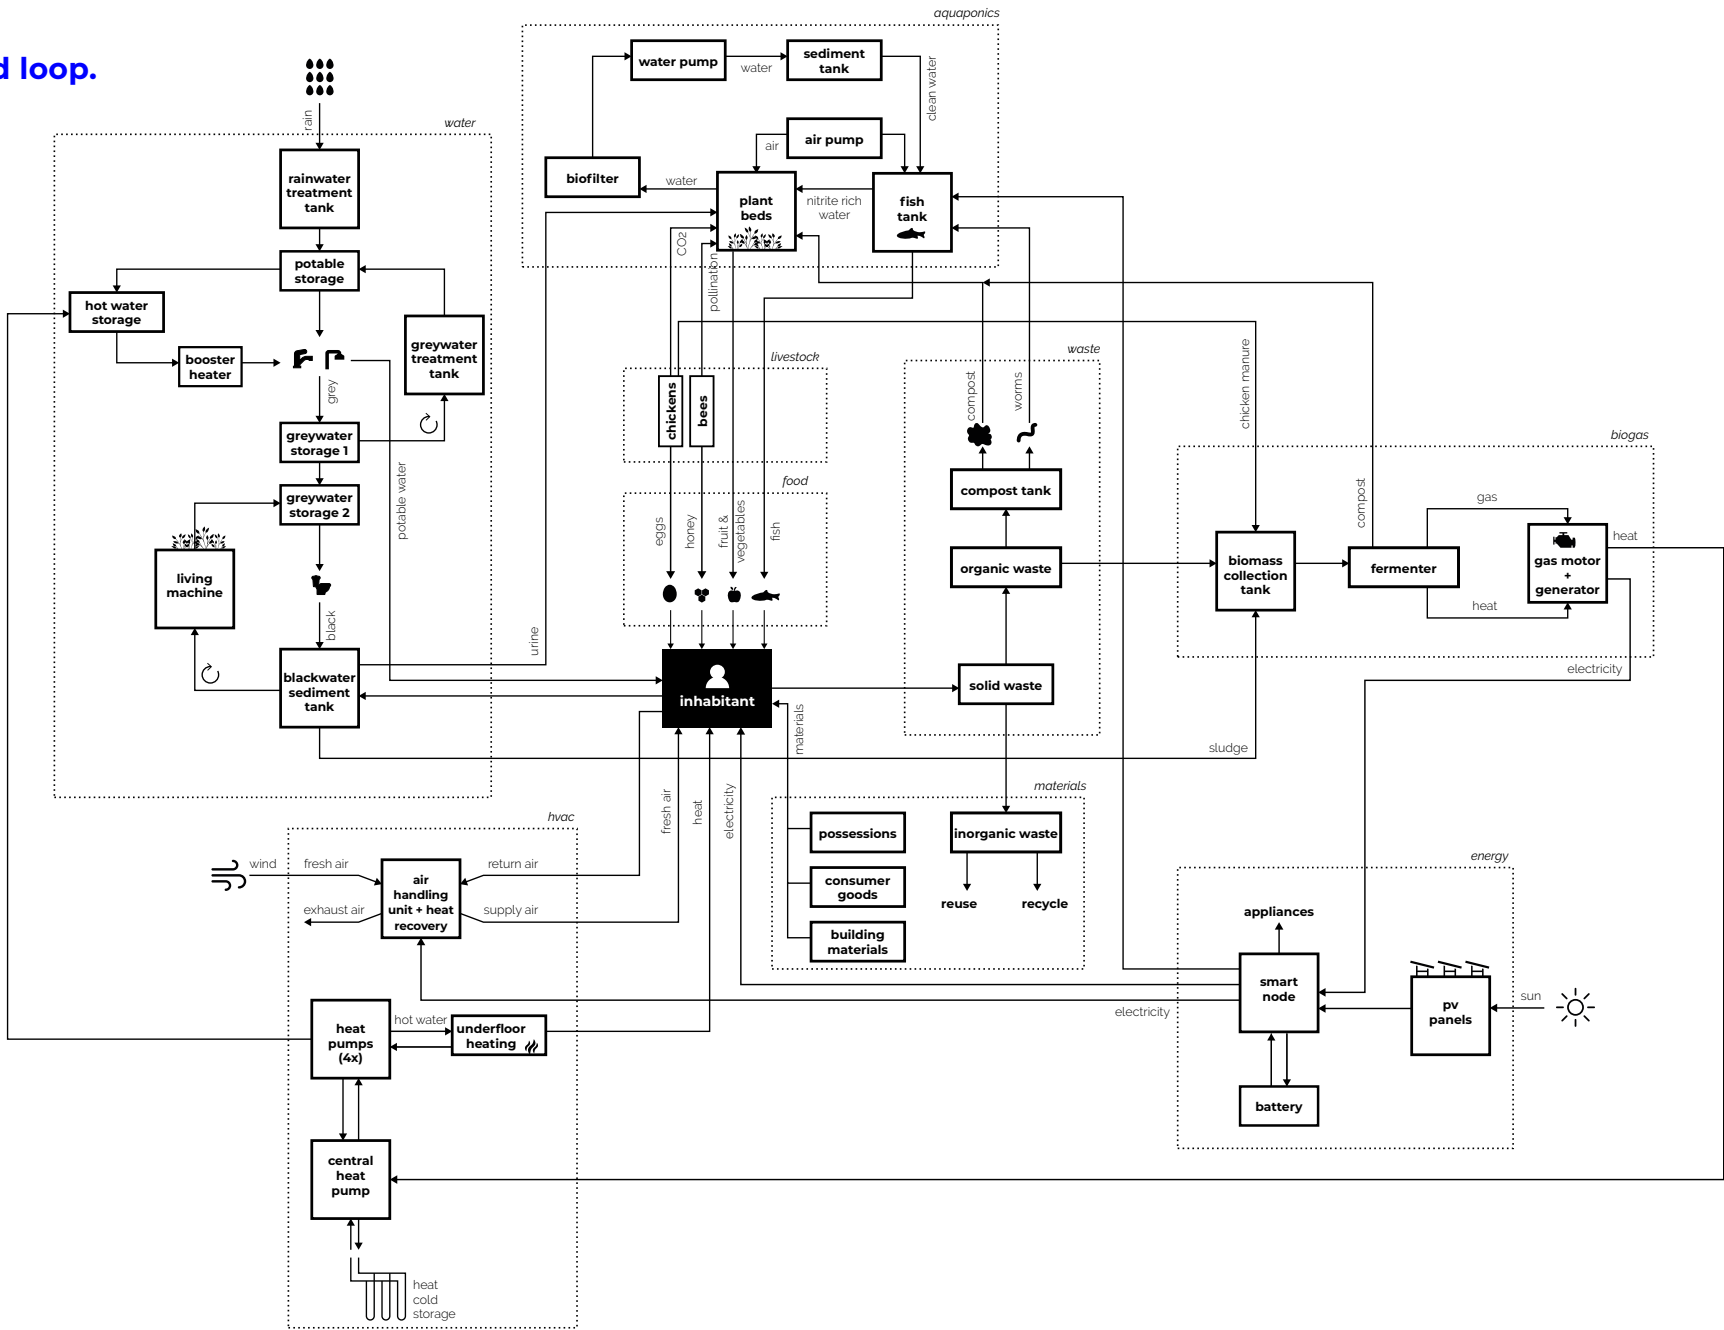 d loop.
aquaponics
water pump
water
sediment
tank
clean water
air pump
air
biofilter
water
plant
beds
nitrite rich
water
fish
tank
CO2
pollination
rain
water
rainwater
treatment
tank
potable
storage
hot water
storage
booster
heater
greywater
treatment
tank
grey
greywater
storage 1
greywater
storage 2
potable water
living
machine
black
blackwater
sediment
tank
urine
livestock
chickens
bees
food
eggs
honey
fruit &
vegetables
fish
inhabitant
waste
compost
worms
compost tank
organic waste
solid waste
chicken manure
biogas
biomass
collection
tank
compost
fermenter
gas
heat
gas motor
+
generator
heat
electricity
sludge
materials
fresh air
heat
electricity
materials
possessions
consumer
goods
building
materials
inorganic waste
reuse
recycle
hvac
wind
fresh air
return air
air
handling
unit + heat
recovery
exhaust air
supply air
heat
pumps
(4x)
hot water
underfloor
heating
central
heat
pump
heat
cold
storage
energy
appliances
smart
node
electricity
pv
panels
sun
battery